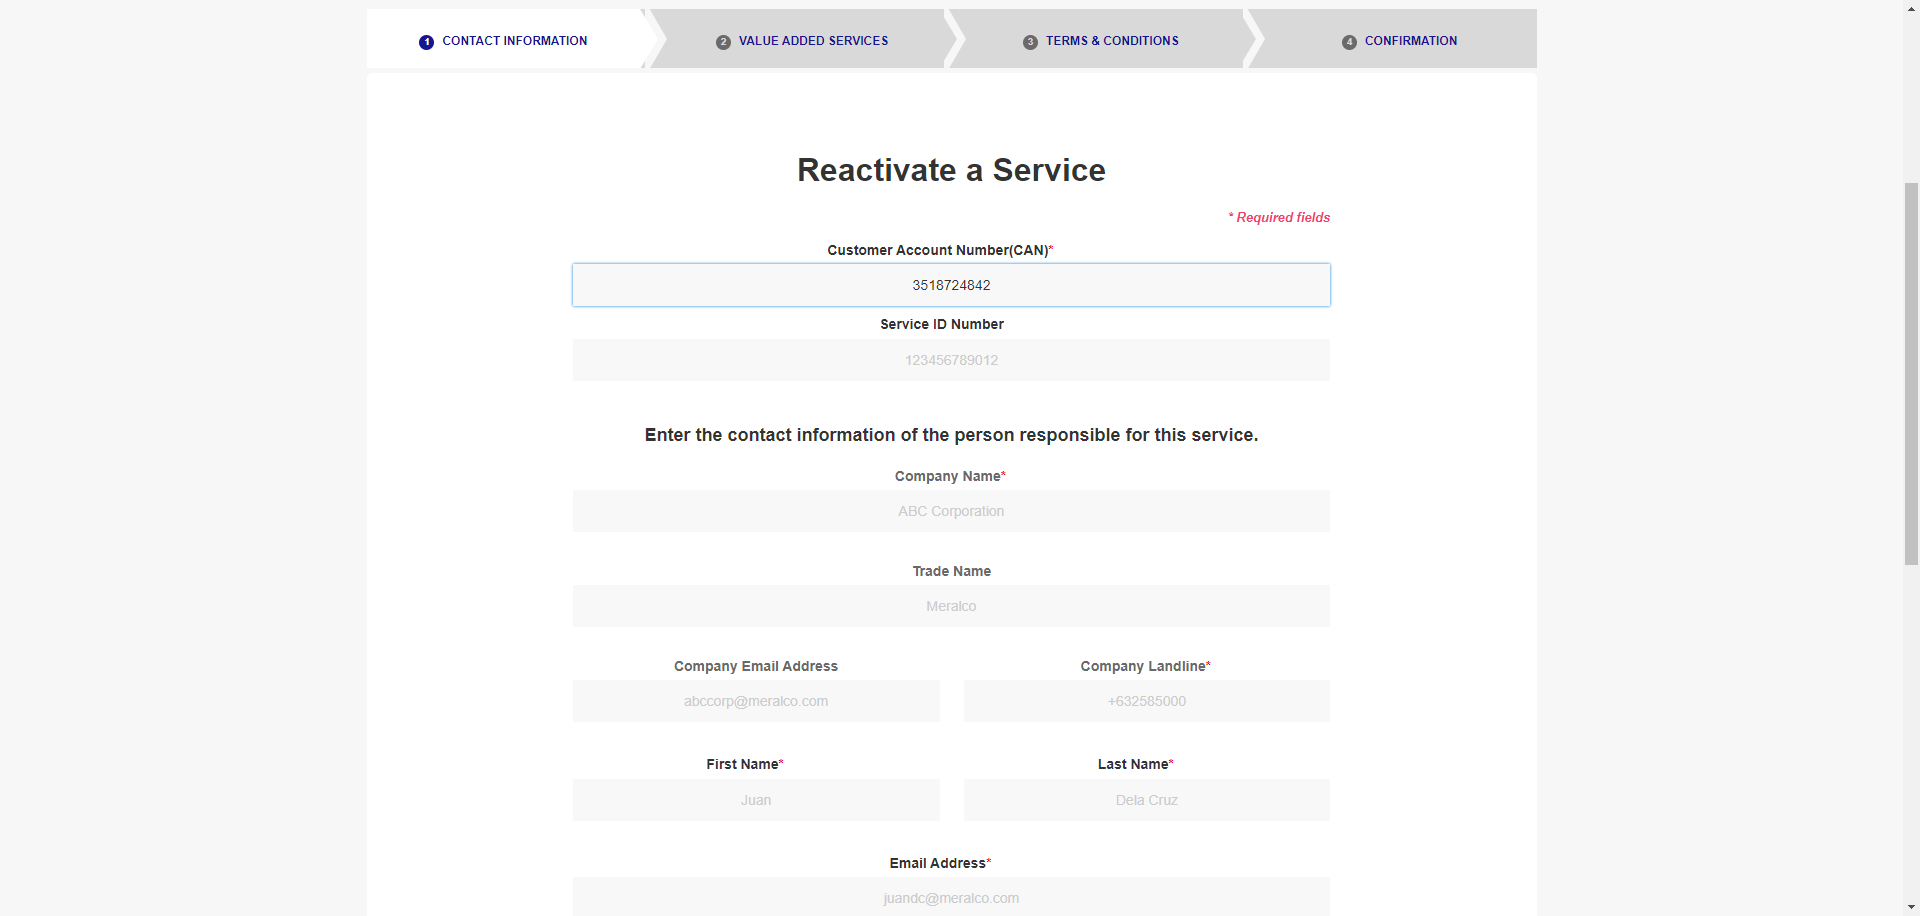 1 CONTACT INFORMATION
2 VALUE ADDED SERVICES
3 TERMS & CONDITIONS
4 CONFIRMATION
Reactivate a Service
* Required fields
Customer Account Number(CAN)*
3518724842
Service ID Number
123456789012
Enter the contact information of the person responsible for this service.
Company Name*
ABC Corporation
Trade Name
Meralco
Company Email Address
abccorp@meralco.com
Company Landline*
+632585000
First Name*
Juan
Last Name*
Dela Cruz
Email Address*
juandc@meralco.com